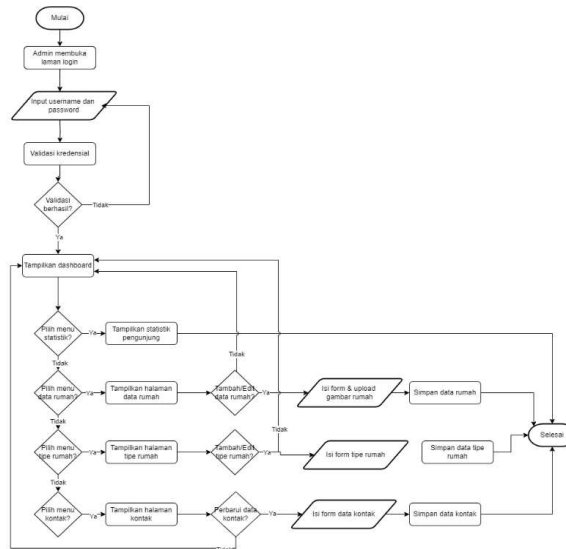 Mulai
Admin membuka
laman login
Input username dan
password
Validasi kredensial
Validasi
berhasil?
Tidak
Ya
Tampilkan dashboard
Pilih menu
statistik?
Ya
Tampilkan statistik
pengunjung
Tidak
Tidak
Pilih menu
data rumah?
Ya
Tampilkan halaman
data rumah
Tambah/Edit
data rumah?
Ya
Isi form & upload
gambar rumah
Simpan data rumah
Tidak
Tidak
Selesai
Pilih menu
tipe rumah?
Ya
Tampilkan halaman
tipe rumah
Tambah/Edit
tipe rumah?
Ya
Isi form tipe rumah
Simpan data tipe
rumah
Tidak
Pilih menu
kontak?
Ya
Tampilkan halaman
kontak
Perbarui data
kontak?
Ya
Isi form data kontak
Simpan data kontak
Tidak